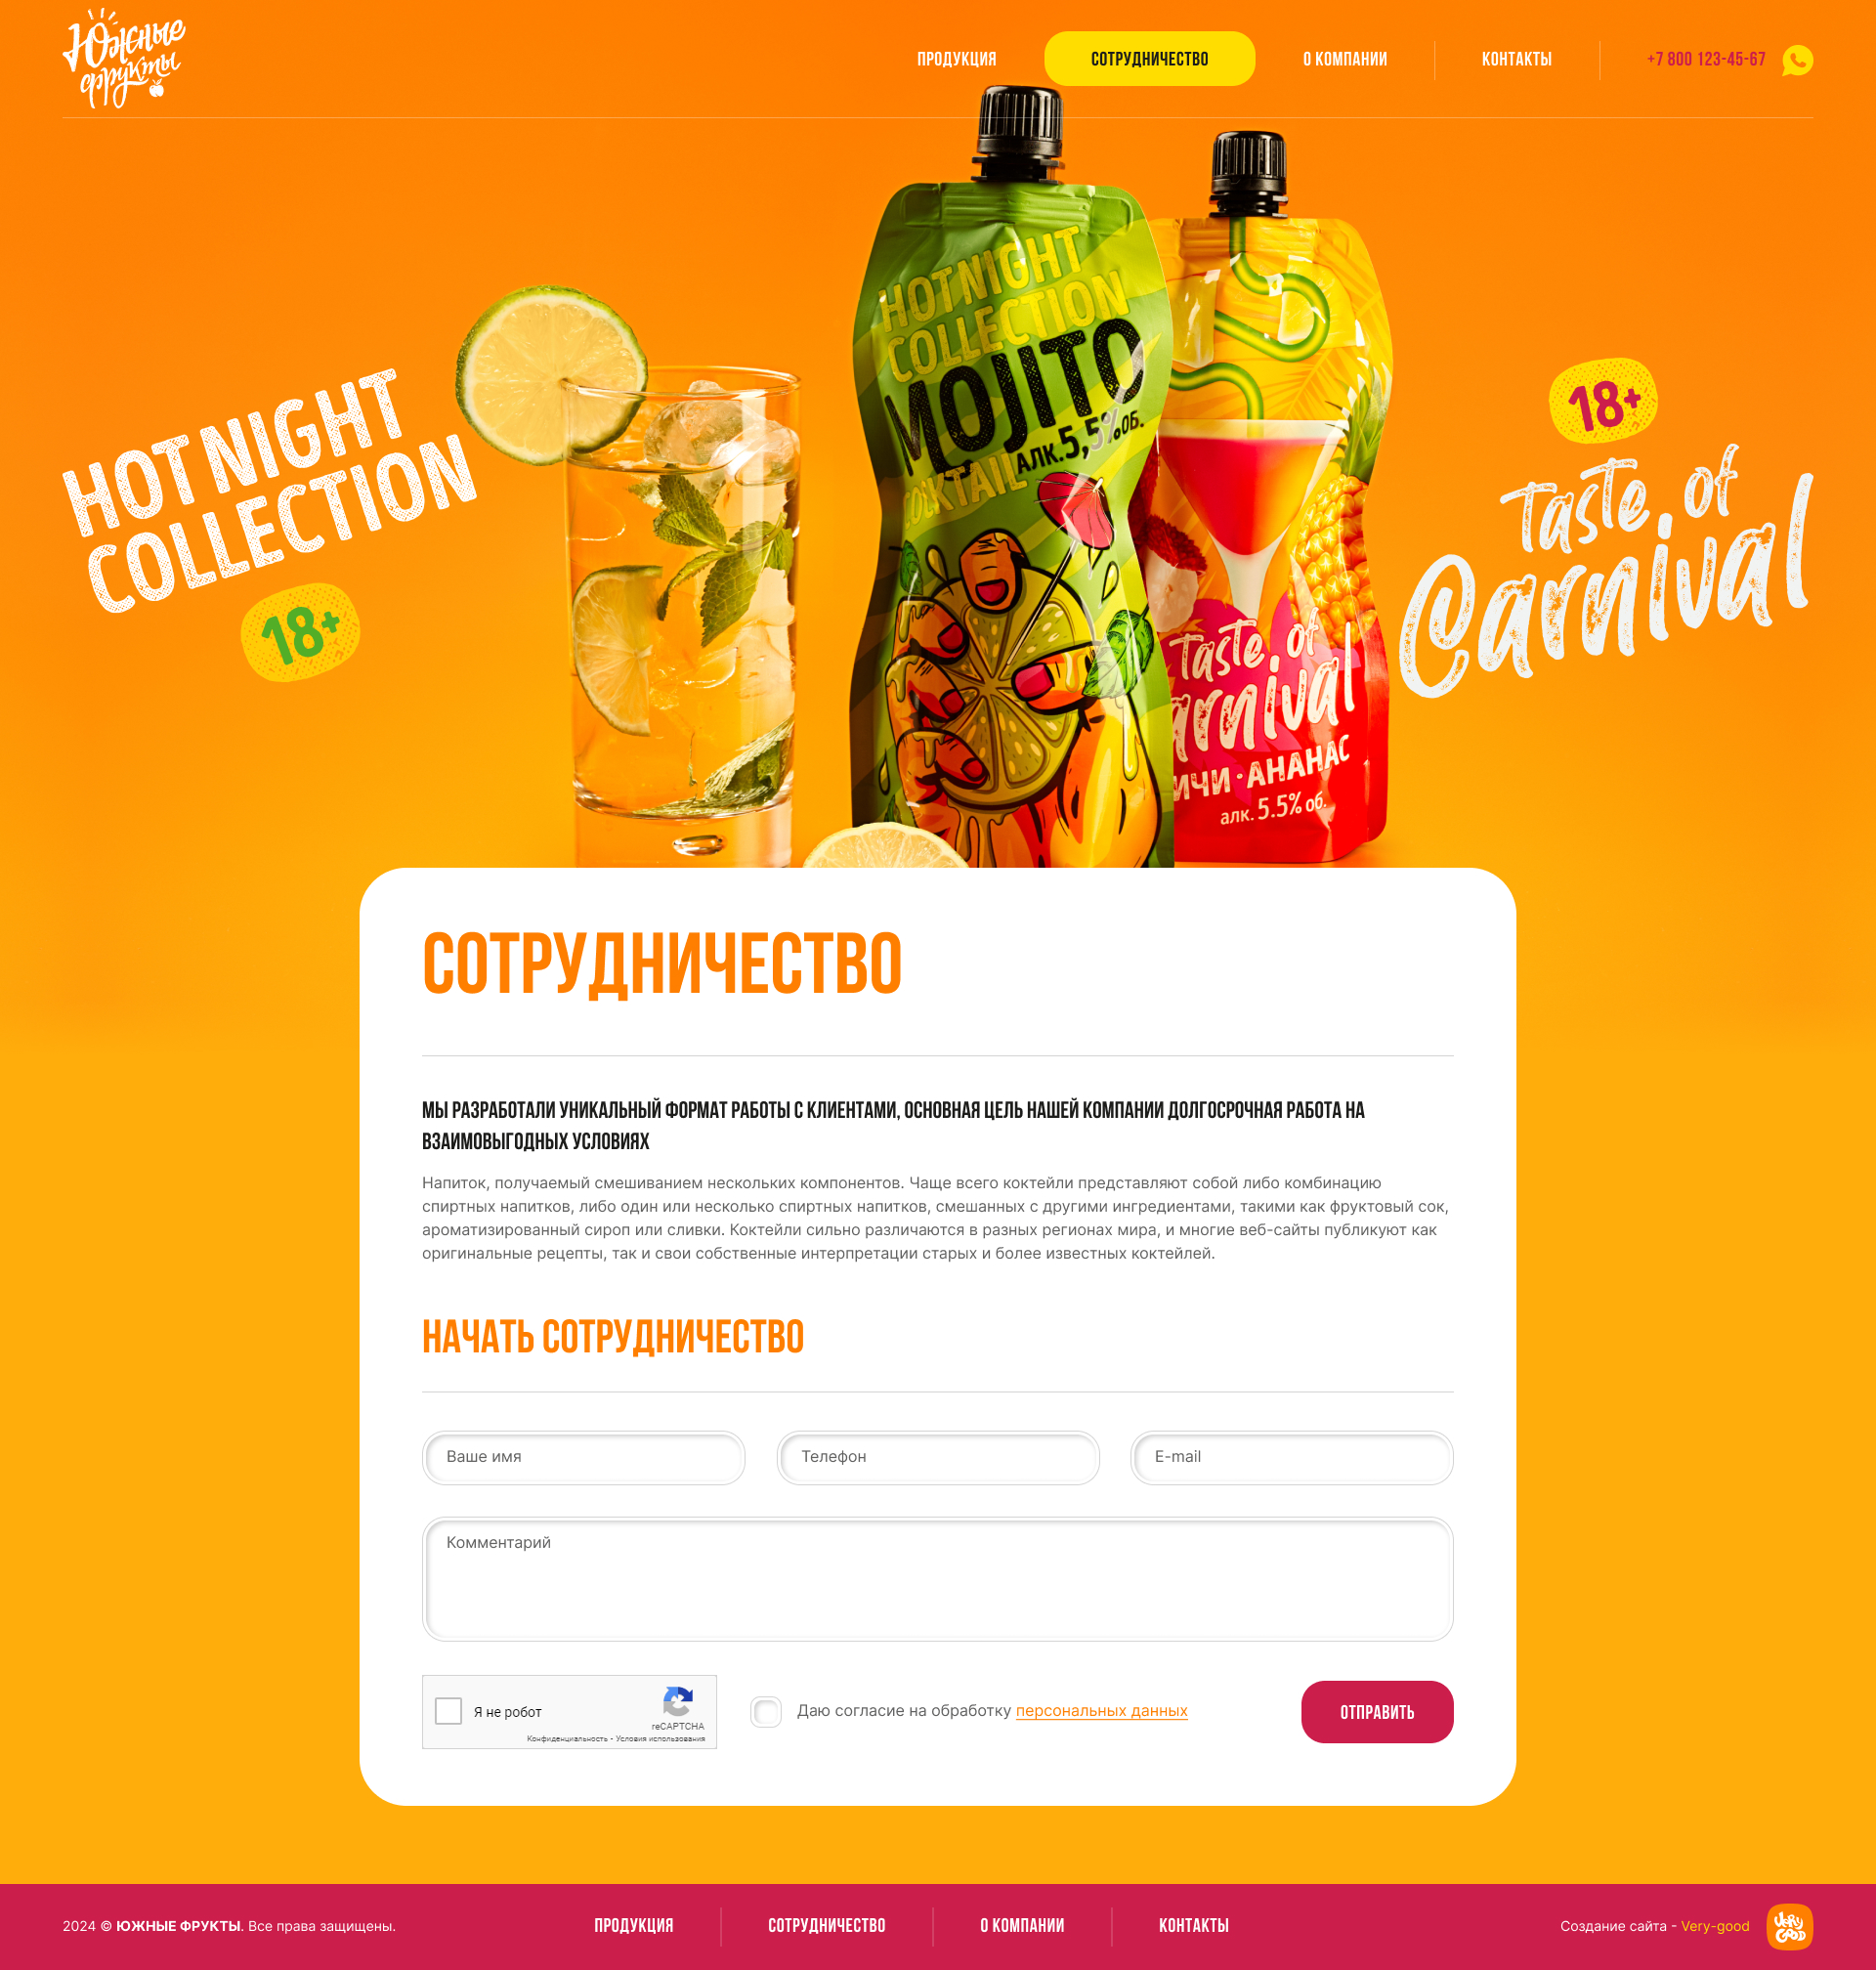 Южные
фрукты
ПРОДУКЦИЯ
СОТРУДНИЧЕСТВО
О КОМПАНИИ
КОНТАКТЫ
+7 800 123-45-67
HOT NIGHT
COLLECTION
18+
HOTNIGHT
COLLECTION
MOJITO
АЛК. 5,5% ОБ.
COCKTAIL
taste of
arnival
ИЧИ · АНАНАС
алк. 5.5% об.
18+
Taste of
Carnival
СОТРУДНИЧЕСТВО
МЫ РАЗРАБОТАЛИ УНИКАЛЬНЫЙ ФОРМАТ РАБОТЫ С КЛИЕНТАМИ, ОСНОВНАЯ ЦЕЛЬ НАШЕЙ КОМПАНИИ ДОЛГОСРОЧНАЯ РАБОТА НА
ВЗАИМОВЫГОДНЫХ УСЛОВИЯХ
Напиток, получаемый смешиванием нескольких компонентов. Чаще всего коктейли представляют собой либо комбинацию
спиртных напитков, либо один или несколько спиртных напитков, смешанных с другими ингредиентами, такими как фруктовый сок,
ароматизированный сироп или сливки. Коктейли сильно различаются в разных регионах мира, и многие веб-сайты публикуют как
оригинальные рецепты, так и свои собственные интерпретации старых и более известных коктейлей.
НАЧАТЬ СОТРУДНИЧЕСТВО
Ваше имя
Телефон
E-mail
Комментарий
Я не робот
reCAPTCHA
Конфиденциальность - Условия использования
Даю согласие на обработку персональных данных
ОТПРАВИТЬ
2024 © ЮЖНЫЕ ФРУКТЫ. Все права защищены.
ПРОДУКЦИЯ
СОТРУДНИЧЕСТВО
О КОМПАНИИ
КОНТАКТЫ
Создание сайта - Very-good
Very
GOOD